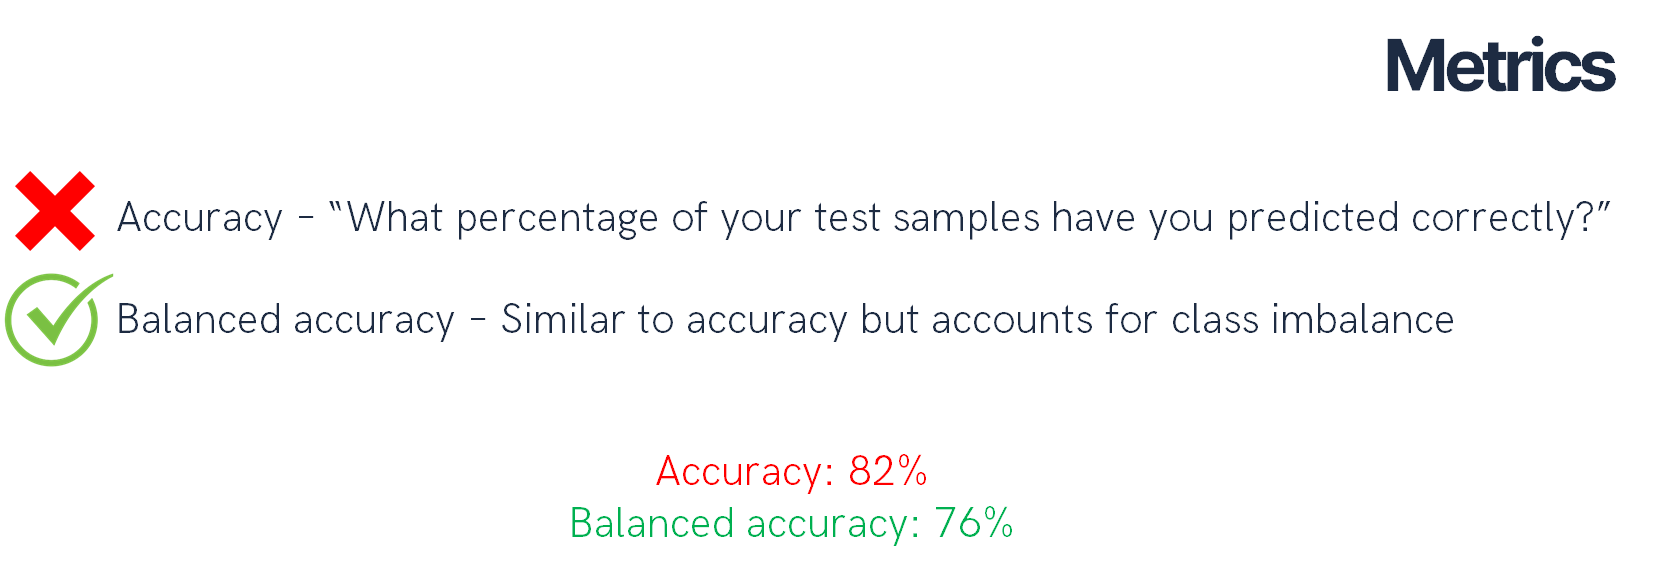 Metrics
Accuracy – “What percentage of your test samples have you predicted correctly?”
Balanced accuracy – Similar to accuracy but accounts for class imbalance
Accuracy: 82%
Balanced accuracy: 76%